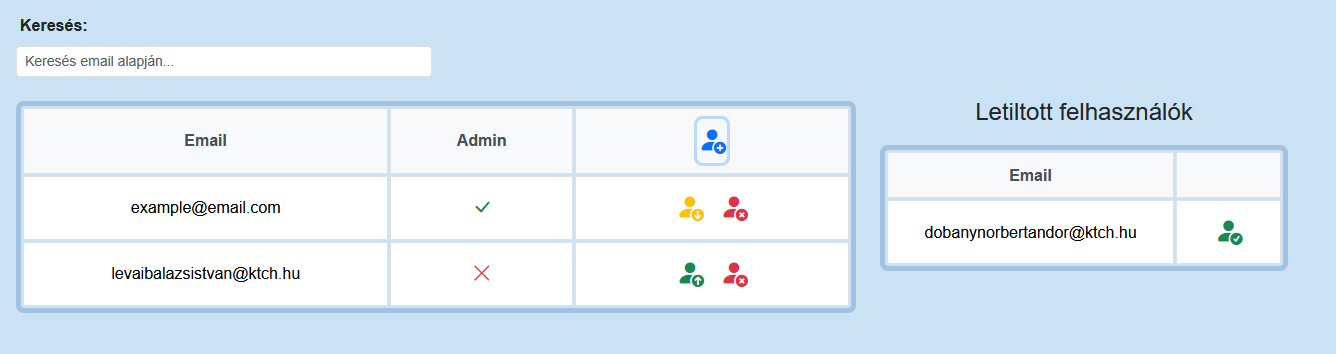 Keresés:
Keresés email alapján...
Email Admin
example@email.com
levaibalazsistvan@ktch.hu
Letiltott felhasználók
Email
dobanynorbertandor@ktch.hu